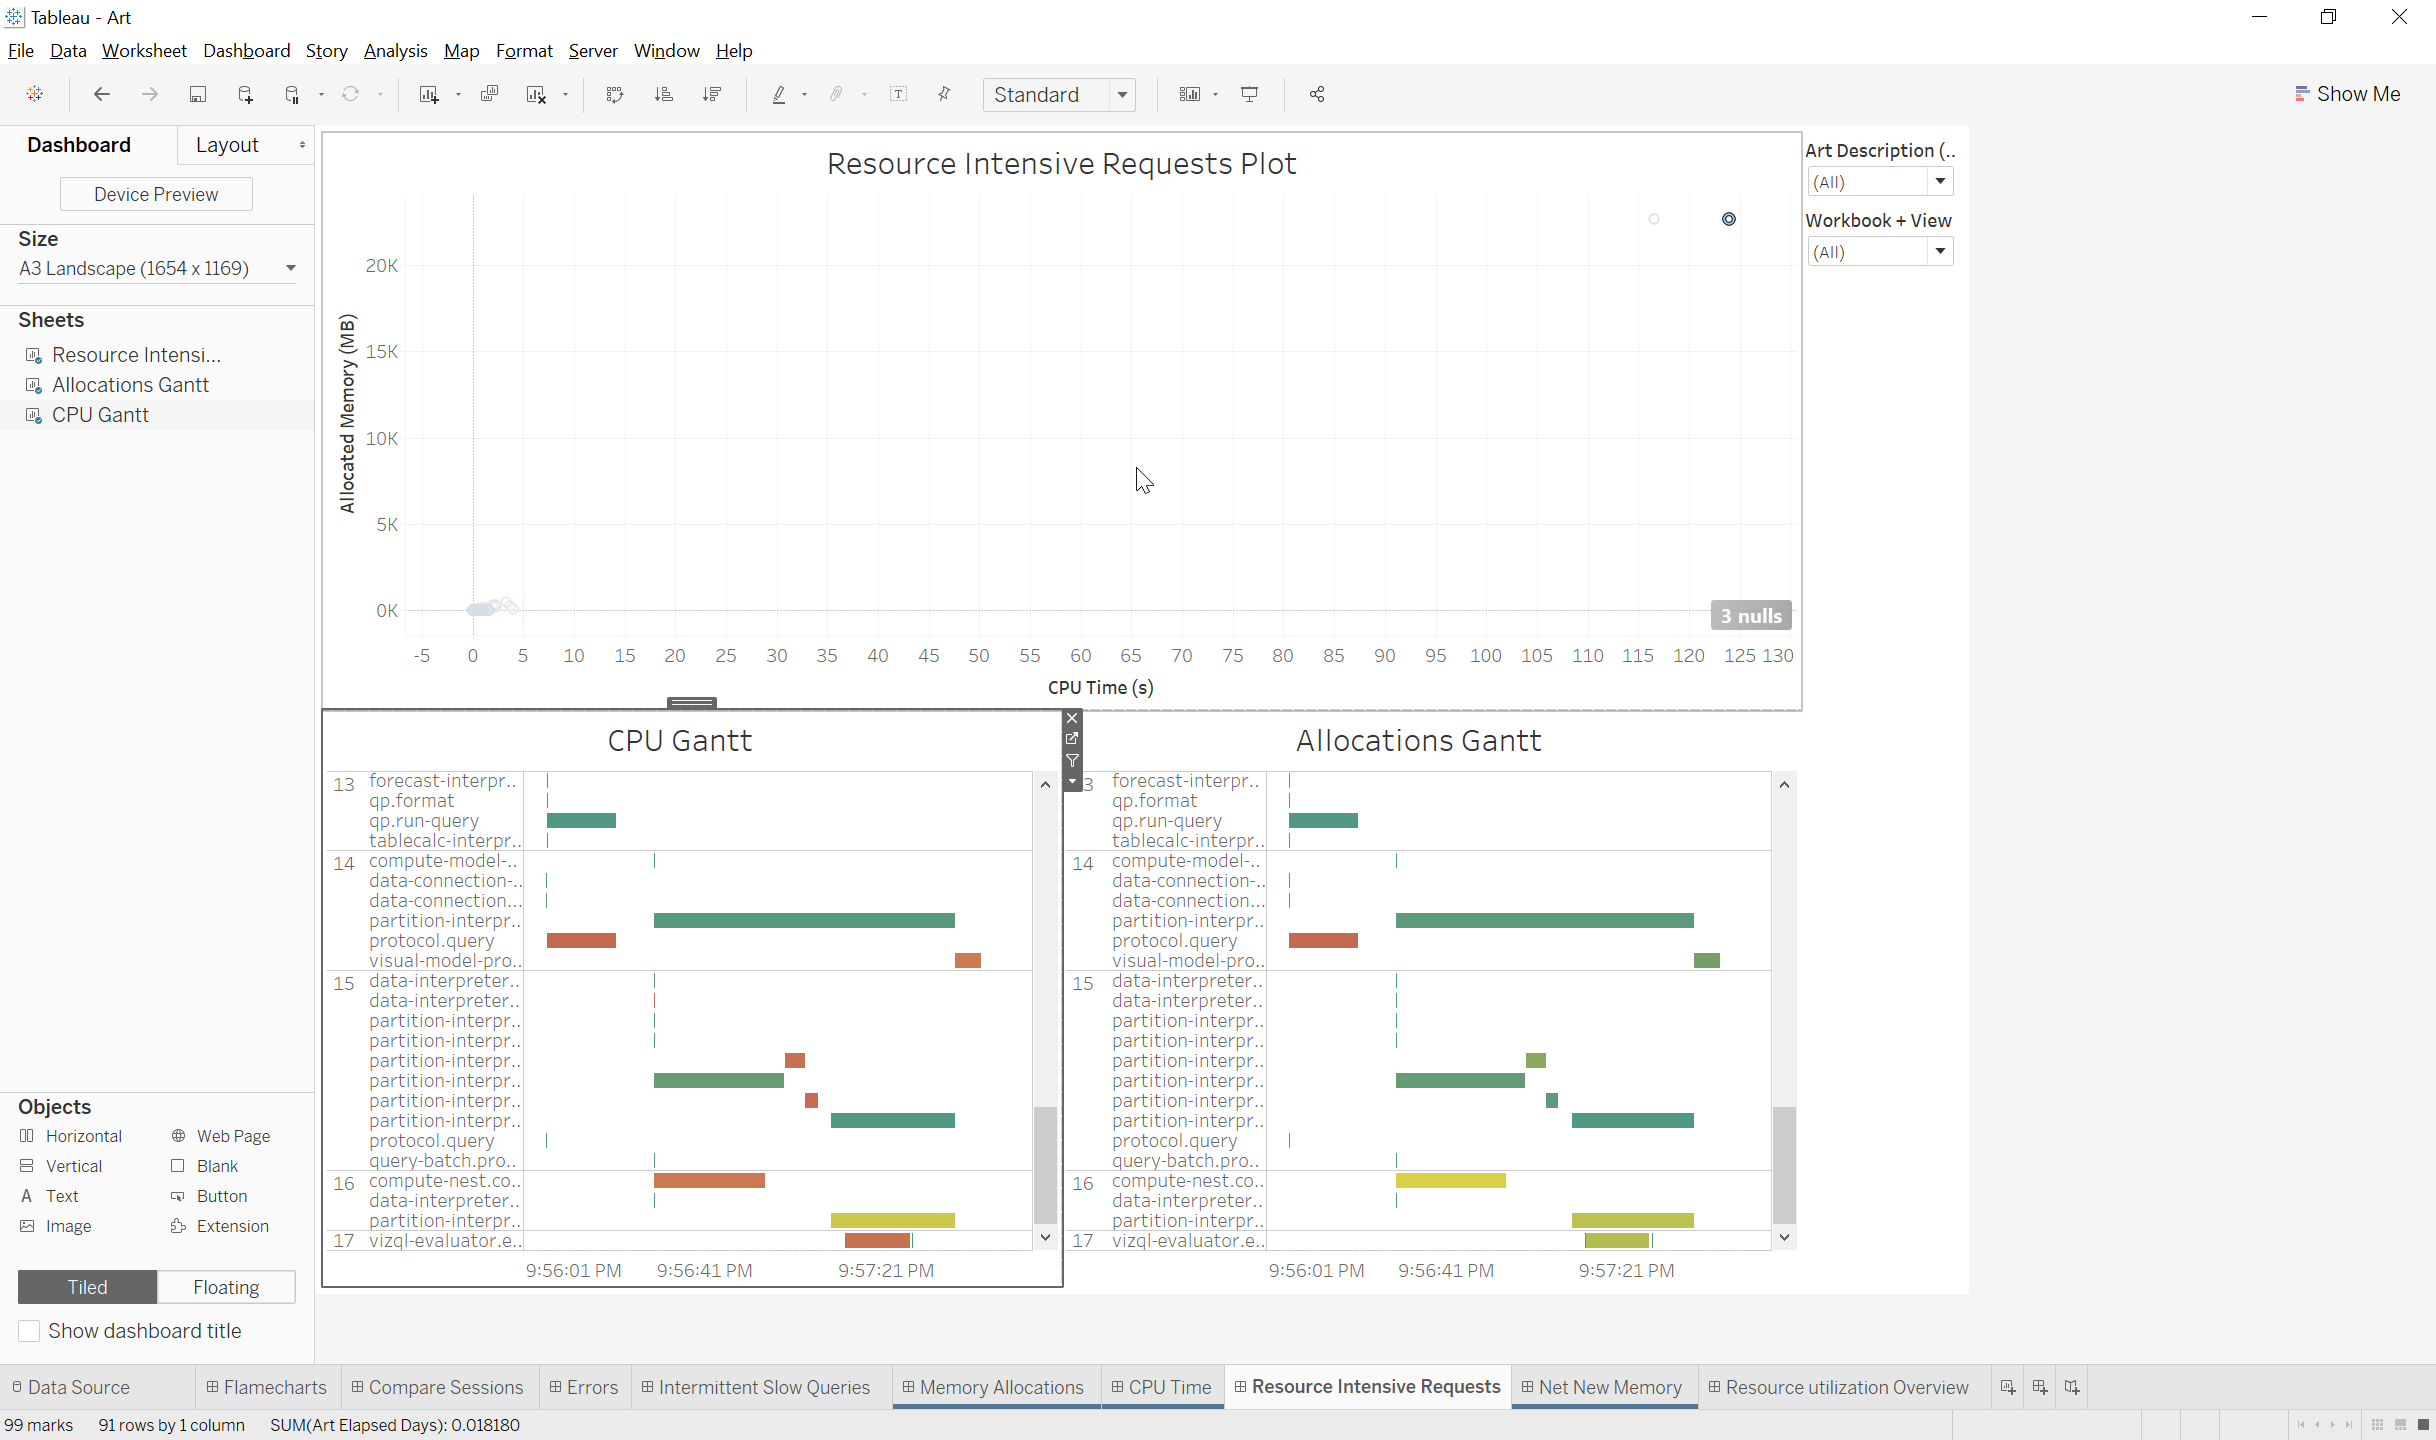 Tableau - Art
File Data Worksheet Dashboard Story Analysis Map Format Server Window Help
Standard
Show Me
Dashboard
Layout
Device Preview
Size
A3 Landscape (1654 x 1169)
Sheets
Resource Intensi...
Allocations Gantt
CPU Gantt
Objects
Horizontal
Web Page
Vertical
Blank
A Text
Button
Image
Extension
Tiled
Floating
Show dashboard title
Resource Intensive Requests Plot
Allocated Memory (MB)
20K
15K
10K
5K
0K
3 nulls
-5 0 5 10 15 20 25 30 35 40 45 50 55 60 65 70 75 80 85 90 95 100 105 110 115 120 125 130
CPU Time (s)
Art Description (..
(All)
Workbook + View
(All)
CPU Gantt
13 forecast-interpr..
qp.format
qp.run-query
tablecalc-interpr..
14 compute-model-..
data-connection-..
data-connection...
partition-interpr..
protocol.query
visual-model-pro..
15 data-interpreter..
data-interpreter..
partition-interpr..
partition-interpr..
partition-interpr..
partition-interpr..
partition-interpr..
partition-interpr..
protocol.query
query-batch.pro..
16 compute-nest.co..
data-interpreter..
partition-interpr..
17 vizql-evaluator.e..
9:56:01 PM 9:56:41 PM 9:57:21 PM
Allocations Gantt
3 forecast-interpr..
qp.format
qp.run-query
tablecalc-interpr..
14 compute-model-..
data-connection-..
data-connection...
partition-interpr..
protocol.query
visual-model-pro..
15 data-interpreter..
data-interpreter..
partition-interpr..
partition-interpr..
partition-interpr..
partition-interpr..
partition-interpr..
partition-interpr..
protocol.query
query-batch.pro..
16 compute-nest.co..
data-interpreter..
partition-interpr..
17 vizql-evaluator.e..
9:56:01 PM 9:56:41 PM 9:57:21 PM
Data Source Flamecharts Compare Sessions Errors Intermittent Slow Queries Memory Allocations CPU Time Resource Intensive Requests Net New Memory Resource utilization Overview
99 marks 91 rows by 1 column SUM(Art Elapsed Days): 0.018180